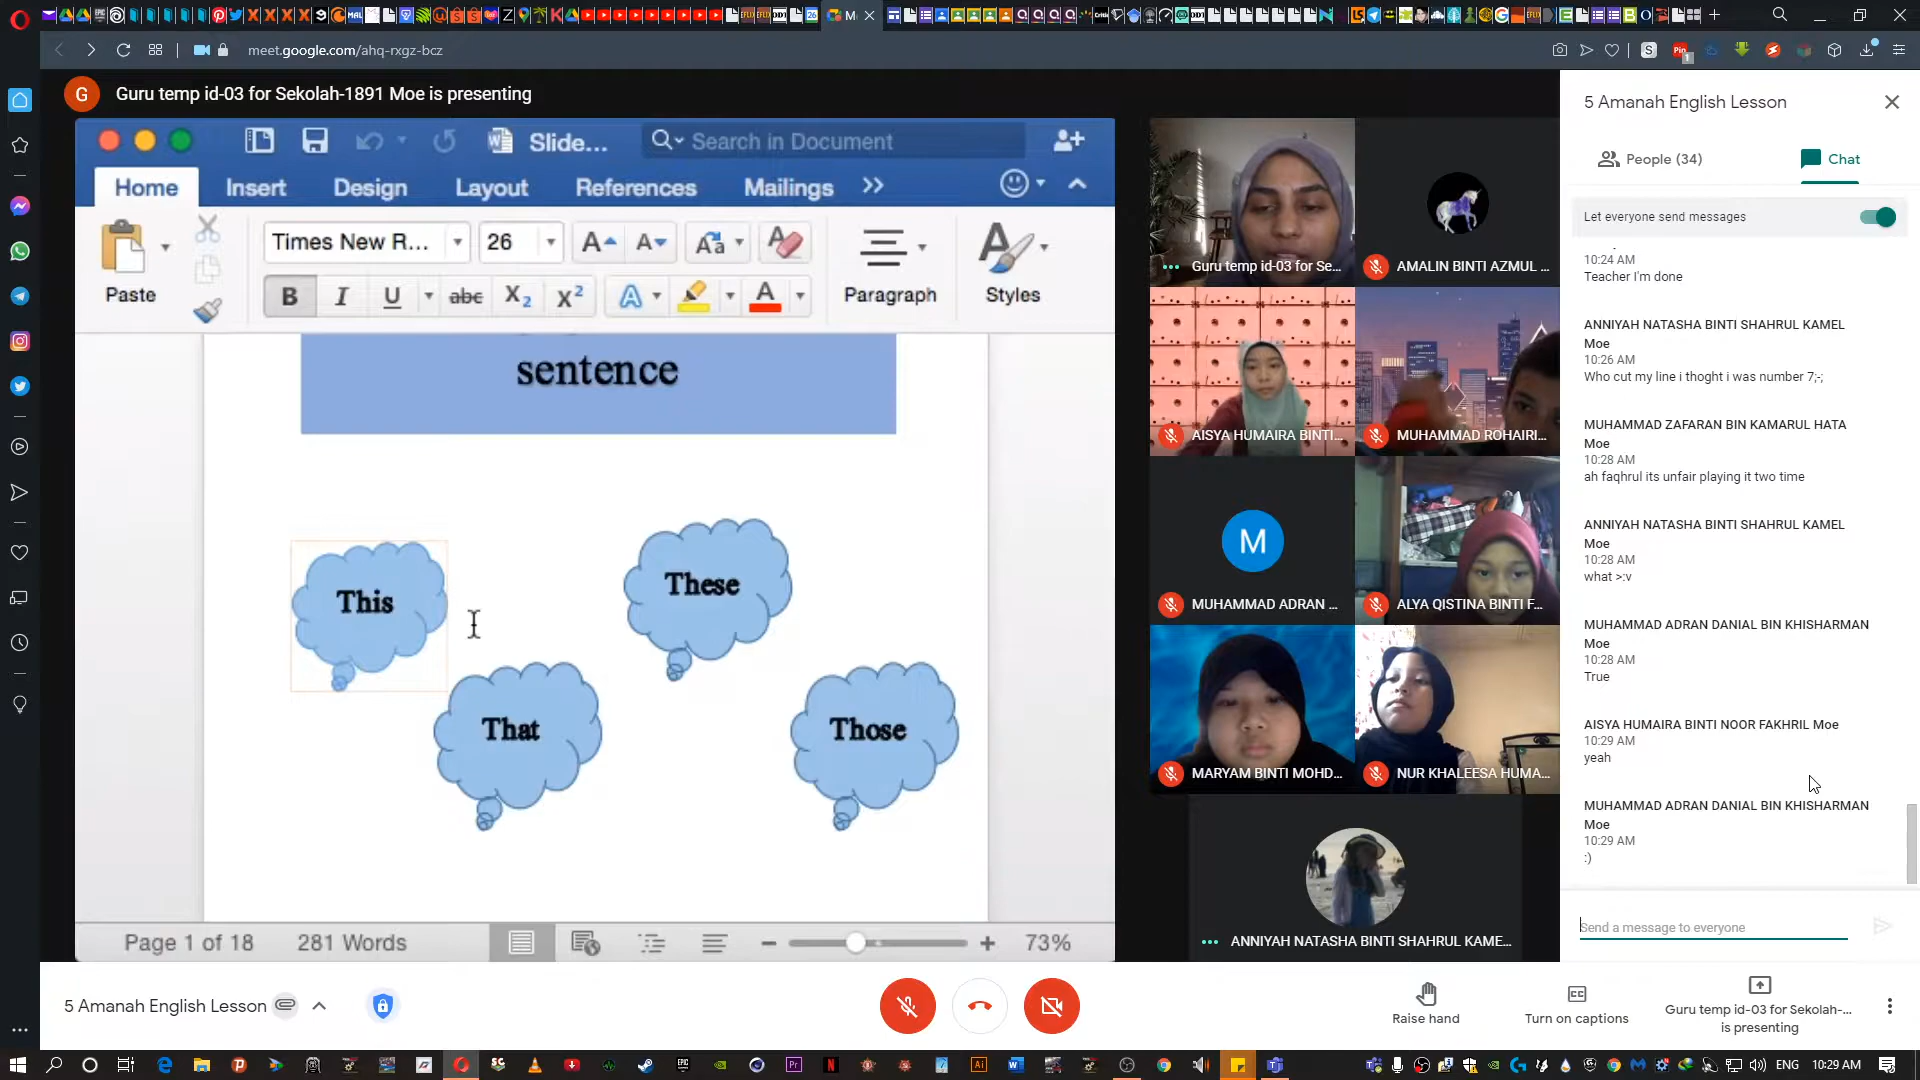 meet.google.com/ahq-rxgz-bcz
G
Guru temp id-03 for Sekolah-1891 Moe is presenting
Slide...
Search in Document
Home
Insert
Design
Layout
References
Mailings
Paste
Times New R...
26
Paragraph
Styles
sentence
This
These
That
Those
Page 1 of 18
281 Words
73%
Guru temp id-03 for Se...
AMALIN BINTI AZMUL ...
AISYA HUMAIRA BINTI...
MUHAMMAD ROHAIRI...
M
MUHAMMAD ADRAN ...
ALYA QISTINA BINTI F...
MARYAM BINTI MOHD...
NUR KHALEESA HUMA...
ANNIYAH NATASHA BINTI SHAHRUL KAME...
5 Amanah English Lesson
People (34)
Chat
Let everyone send messages
10:24 AM
Teacher I'm done
ANNIYAH NATASHA BINTI SHAHRUL KAMEL
Moe
10:26 AM
Who cut my line i thoght i was number 7;-;
MUHAMMAD ZAFARAN BIN KAMARUL HATA
Moe
10:28 AM
ah faqhrul its unfair playing it two time
ANNIYAH NATASHA BINTI SHAHRUL KAMEL
Moe
10:28 AM
what >:v
MUHAMMAD ADRAN DANIAL BIN KHISHARMAN
Moe
10:28 AM
True
AISYA HUMAIRA BINTI NOOR FAKHRIL Moe
10:29 AM
yeah
MUHAMMAD ADRAN DANIAL BIN KHISHARMAN
Moe
10:29 AM
:)
Send a message to everyone
5 Amanah English Lesson
Raise hand
Turn on captions
Guru temp id-03 for Sekolah-...
is presenting
ENG
10:29 AM